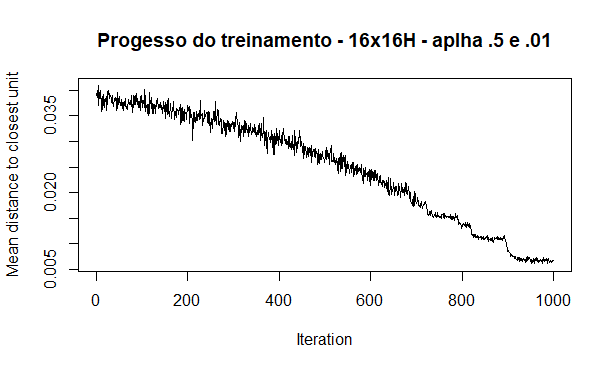 Progesso do treinamento - 16x16H - aplha .5 e .01
Mean distance to closest unit
0.035
0.020
0.005
0 200 400 600 800 1000
Iteration